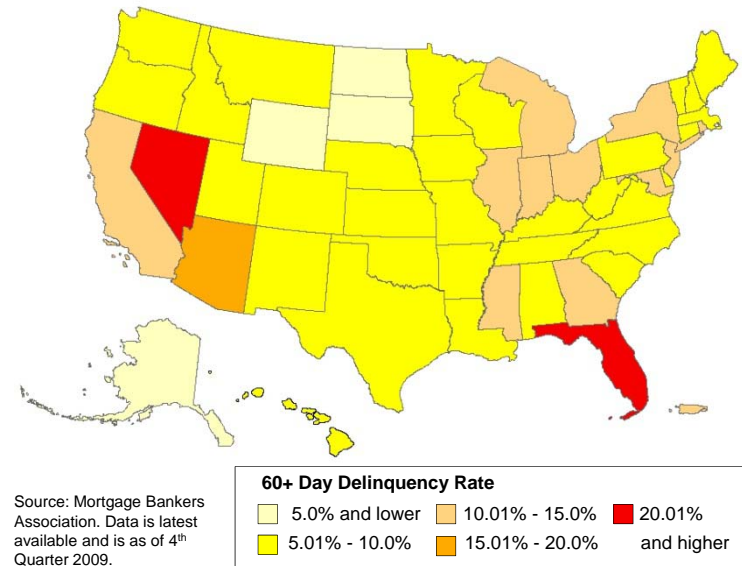 60+ Day Delinquency Rate
5.0% and lower
10.01% - 15.0%
20.01%
and higher
5.01% - 10.0%
15.01% - 20.0%
Source: Mortgage Bankers
Association. Data is latest
available and is as of 4th
Quarter 2009.